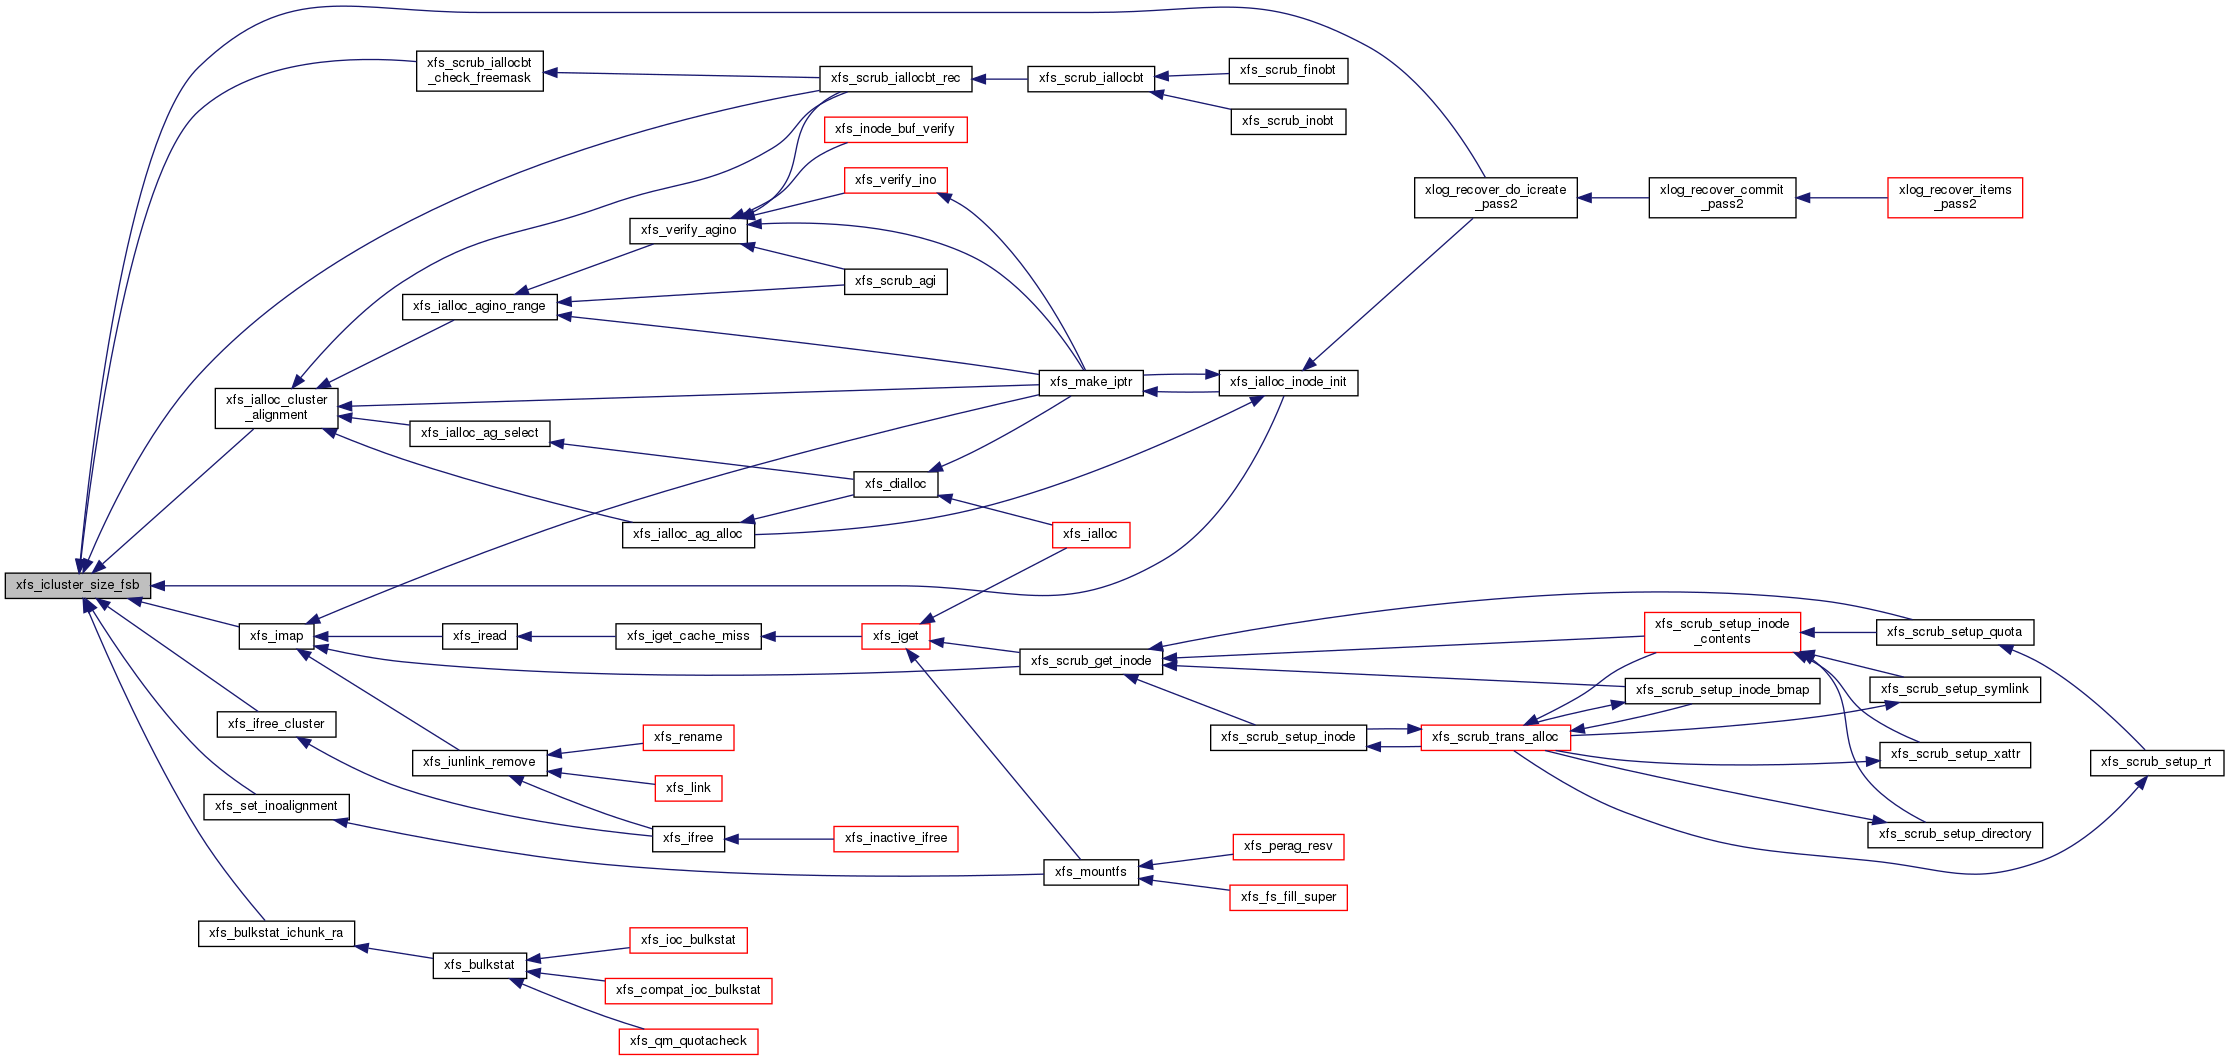 xfs_scrub_iallocbt
_check_freemask
xfs_scrub_iallocbt_rec
xfs_scrub_iallocbt
xfs_scrub_finobt
xfs_scrub_inobt
xfs_inode_buf_verify
xfs_verify_ino
xlog_recover_do_icreate
_pass2
xlog_recover_commit
_pass2
xlog_recover_items
_pass2
xfs_verify_agino
xfs_scrub_agi
xfs_ialloc_agino_range
xfs_make_iptr
xfs_ialloc_inode_init
xfs_ialloc_cluster
_alignment
xfs_ialloc_ag_select
xfs_dialloc
xfs_ialloc_ag_alloc
xfs_ialloc
xfs_icluster_size_fsb
xfs_imap
xfs_iread
xfs_iget_cache_miss
xfs_iget
xfs_scrub_get_inode
xfs_scrub_setup_inode
_contents
xfs_scrub_setup_quota
xfs_scrub_setup_inode_bmap
xfs_scrub_setup_symlink
xfs_ifree_cluster
xfs_rename
xfs_scrub_setup_inode
xfs_scrub_trans_alloc
xfs_scrub_setup_xattr
xfs_scrub_setup_rt
xfs_iunlink_remove
xfs_link
xfs_set_inoalignment
xfs_ifree
xfs_inactive_ifree
xfs_scrub_setup_directory
xfs_perag_resv
xfs_mountfs
xfs_fs_fill_super
xfs_bulkstat_ichunk_ra
xfs_ioc_bulkstat
xfs_bulkstat
xfs_compat_ioc_bulkstat
xfs_qm_quotacheck